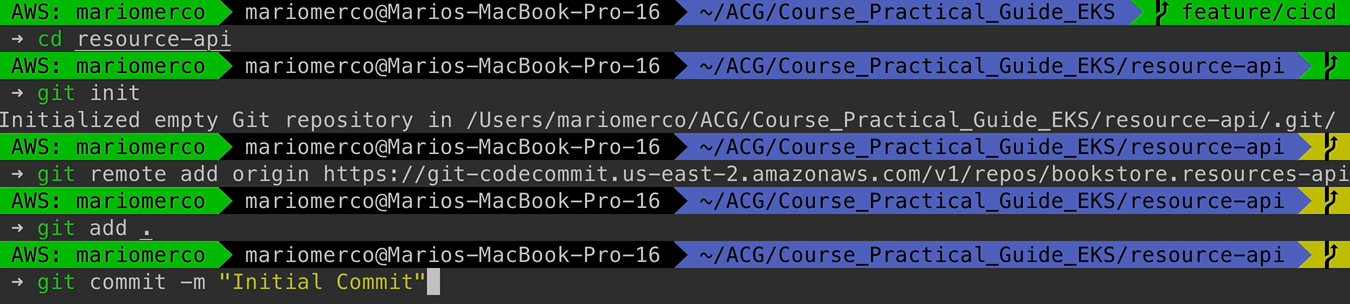 AWS: mariomerco mariomerco@Marios-MacBook-Pro-16 ~/ACG/Course_Practical_Guide_EKS feature/cicd
→ cd resource-api
AWS: mariomerco mariomerco@Marios-MacBook-Pro-16 ~/ACG/Course_Practical_Guide_EKS/resource-api
→ git init
Initialized empty Git repository in /Users/mariomerco/ACG/Course_Practical_Guide_EKS/resource-api/.git/
AWS: mariomerco mariomerco@Marios-MacBook-Pro-16 ~/ACG/Course_Practical_Guide_EKS/resource-api
→ git remote add origin https://git-codecommit.us-east-2.amazonaws.com/v1/repos/bookstore.resources-api
AWS: mariomerco mariomerco@Marios-MacBook-Pro-16 ~/ACG/Course_Practical_Guide_EKS/resource-api
→ git add .
AWS: mariomerco mariomerco@Marios-MacBook-Pro-16 ~/ACG/Course_Practical_Guide_EKS/resource-api
→ git commit -m "Initial Commit"